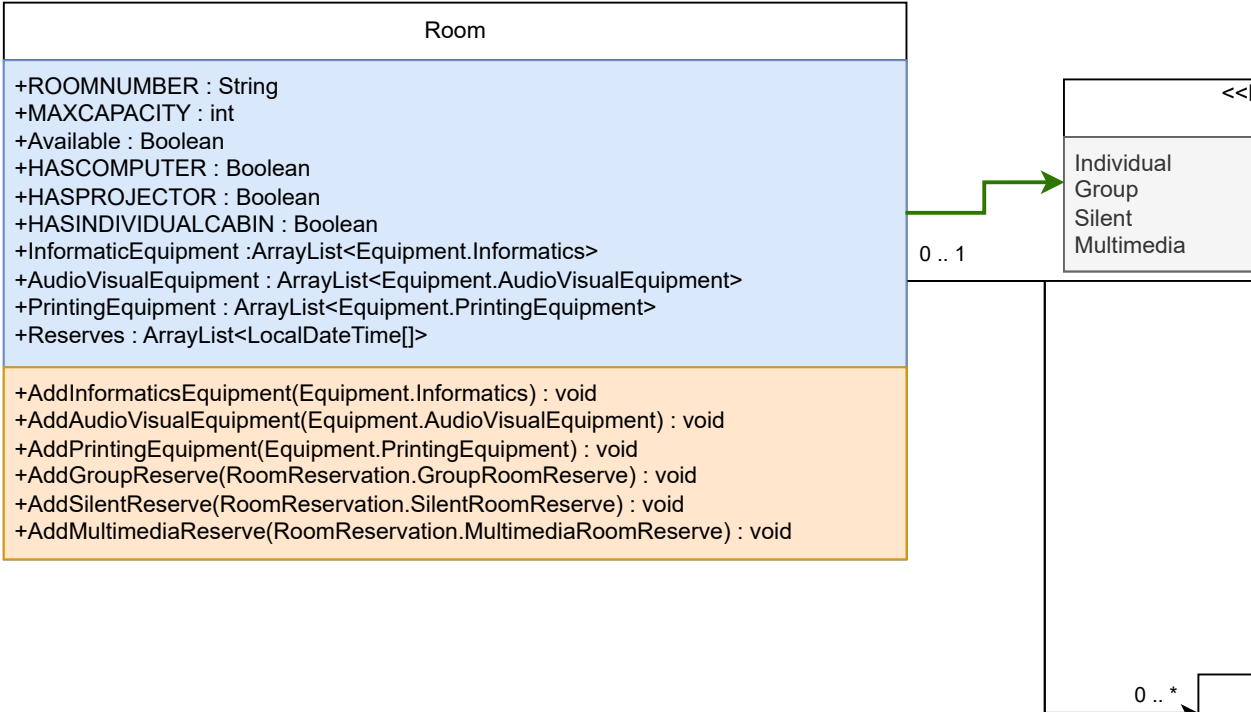 Room
+ROOMNUMBER : String
+MAXCAPACITY : int
+Available : Boolean
+HASCOMPUTER : Boolean
+HASPROJECTOR : Boolean
+HASINDIVIDUALCABIN : Boolean
+InformaticEquipment :ArrayList<Equipment.Informatics>
+AudioVisualEquipment : ArrayList<Equipment.AudioVisualEquipment>
+PrintingEquipment : ArrayList<Equipment.PrintingEquipment>
+Reserves : ArrayList<LocalDateTime[]>
+AddInformaticsEquipment(Equipment.Informatics) : void
+AddAudioVisualEquipment(Equipment.AudioVisualEquipment) : void
+AddPrintingEquipment(Equipment.PrintingEquipment) : void
+AddGroupReserve(RoomReservation.GroupRoomReserve) : void
+AddSilentReserve(RoomReservation.SilentRoomReserve) : void
+AddMultimediaReserve(RoomReservation.MultimediaRoomReserve) : void
<<
Individual
Group
Silent
Multimedia
0 .. 1
0 .. *